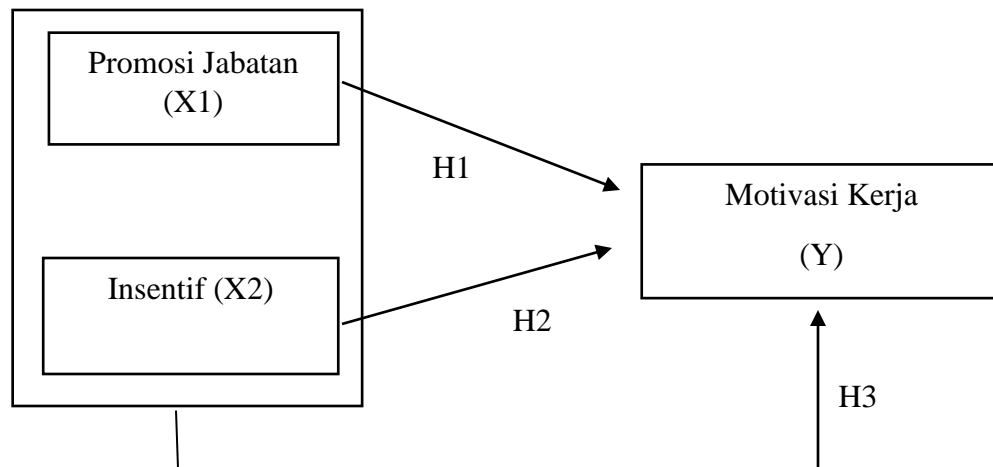 Promosi Jabatan
(X1)
H1
Motivasi Kerja
(Y)
Insentif (X2)
H2
H3